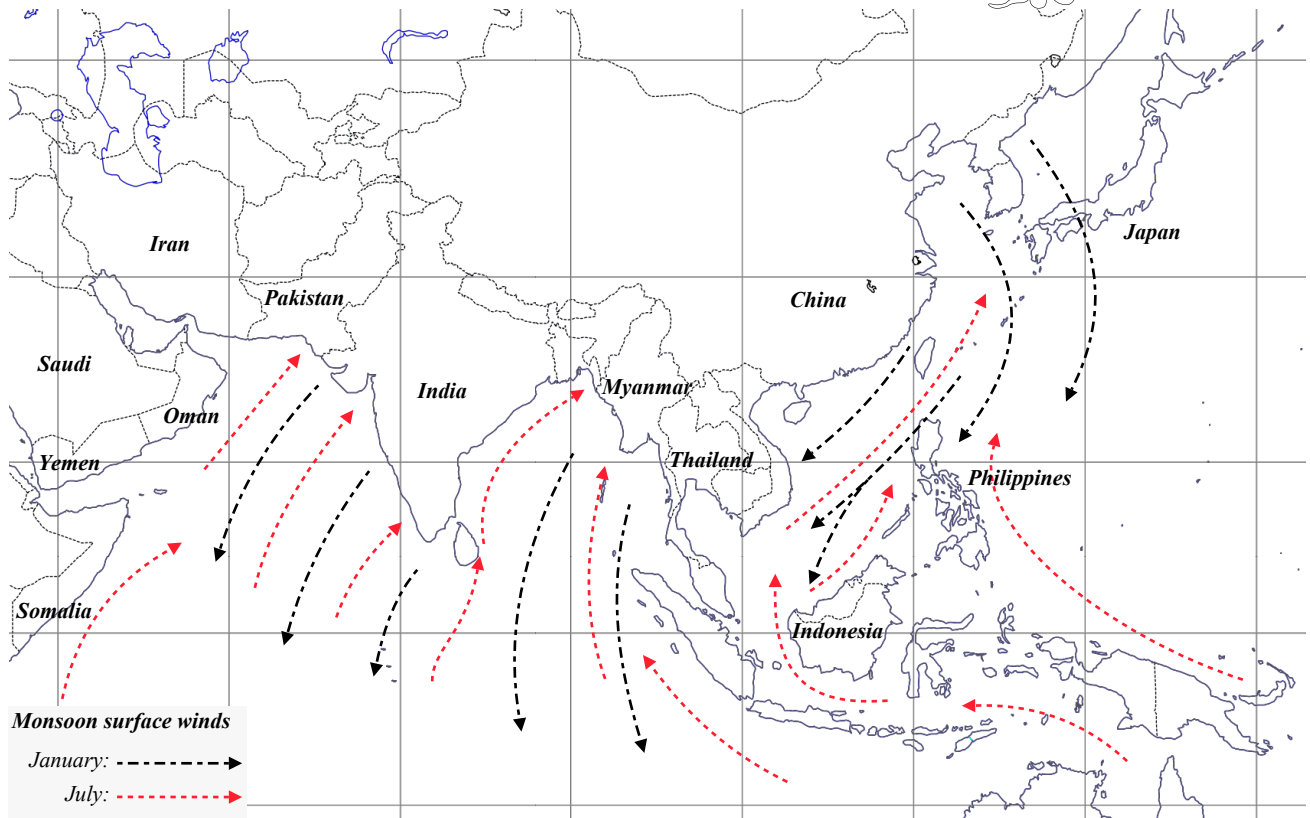 Iran
Japan
Pakistan
China
Saudi
India
Myanmar
Oman
Yemen
Thailand
Philippines
Somalia
Indonesia
Monsoon surface winds
January:
July: